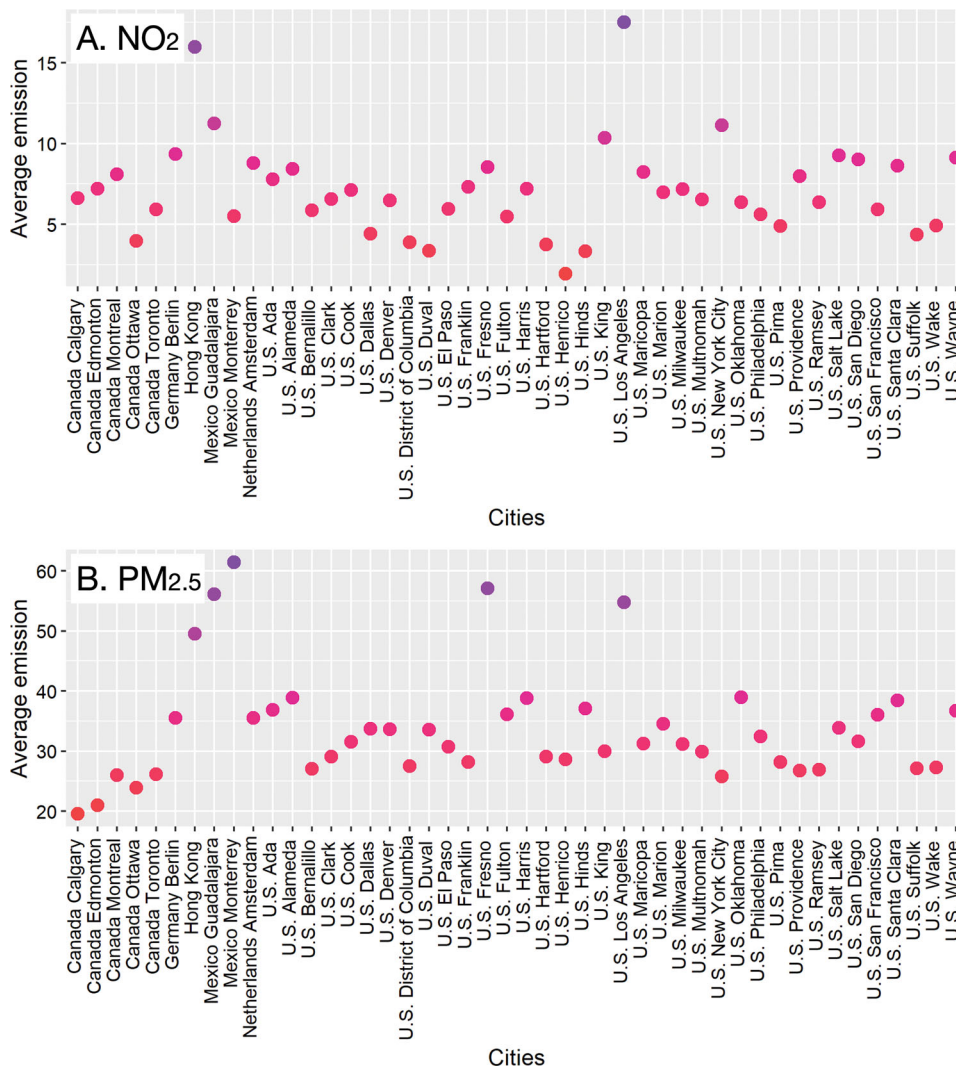 A. NO2
Average emission
15
10
5
Canada Calgary
Canada Edmonton
Canada Montreal
Canada Ottawa
Canada Toronto
Germany Berlin
Hong Kong
Mexico Guadalajara
Mexico Monterrey
Netherlands Amsterdam
U.S. Ada
U.S. Alameda
U.S. Bernalillo
U.S. Clark
U.S. Cook
U.S. Dallas
U.S. Denver
U.S. District of Columbia
U.S. Duval
U.S. El Paso
U.S. Franklin
U.S. Fresno
U.S. Fulton
U.S. Harris
U.S. Hartford
U.S. Henrico
U.S. Hinds
U.S. King
U.S. Los Angeles
U.S. Maricopa
U.S. Marion
U.S. Milwaukee
U.S. Multnomah
U.S. New York City
U.S. Oklahoma
U.S. Philadelphia
U.S. Pima
U.S. Providence
U.S. Ramsey
U.S. Salt Lake
U.S. San Diego
U.S. San Francisco
U.S. Santa Clara
U.S. Suffolk
U.S. Wake
U.S. Wayne
Cities
B. PM2.5
Average emission
60
50
40
30
20
Canada Calgary
Canada Edmonton
Canada Montreal
Canada Ottawa
Canada Toronto
Germany Berlin
Hong Kong
Mexico Guadalajara
Mexico Monterrey
Netherlands Amsterdam
U.S. Ada
U.S. Alameda
U.S. Bernalillo
U.S. Clark
U.S. Cook
U.S. Dallas
U.S. Denver
U.S. District of Columbia
U.S. Duval
U.S. El Paso
U.S. Franklin
U.S. Fresno
U.S. Fulton
U.S. Harris
U.S. Hartford
U.S. Henrico
U.S. Hinds
U.S. King
U.S. Los Angeles
U.S. Maricopa
U.S. Marion
U.S. Milwaukee
U.S. Multnomah
U.S. New York City
U.S. Oklahoma
U.S. Philadelphia
U.S. Pima
U.S. Providence
U.S. Ramsey
U.S. Salt Lake
U.S. San Diego
U.S. San Francisco
U.S. Santa Clara
U.S. Suffolk
U.S. Wake
U.S. Wayne
Cities